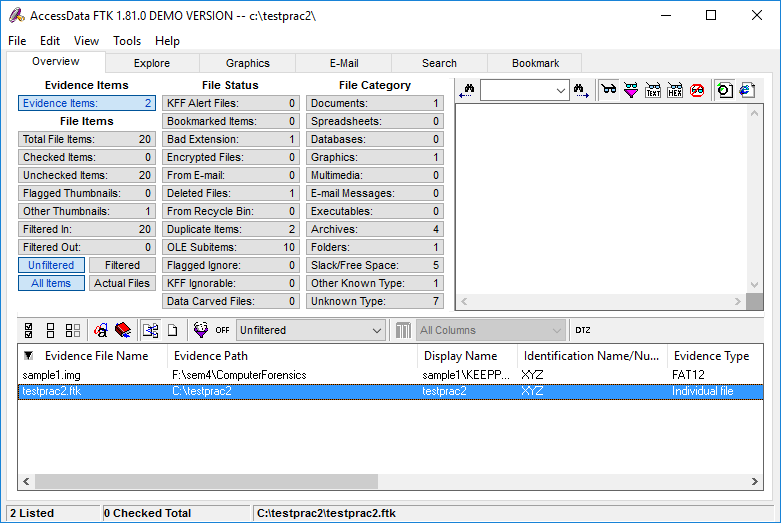 AccessData FTK 1.81.0 DEMO VERSION -- c:\testprac2\
File Edit View Tools Help
Overview Explore Graphics E-Mail Search Bookmark
Evidence Items File Status File Category
Evidence Items: 2 KFF Alert Files: 0 Documents: 1
File Items Bookmarked Items: 0 Spreadsheets: 0
Total File Items: 20 Bad Extension: 1 Databases: 0
Checked Items: 0 Encrypted Files: 0 Graphics: 1
Unchecked Items: 20 From E-mail: 0 Multimedia: 0
Flagged Thumbnails: 0 Deleted Files: 1 E-mail Messages: 0
Other Thumbnails: 1 From Recycle Bin: 0 Executables: 0
Filtered In: 20 Duplicate Items: 2 Archives: 4
Filtered Out: 0 OLE Subitems: 10 Folders: 1
Unfiltered Filtered Flagged Ignore: 0 Slack/Free Space: 5
All Items Actual Files KFF Ignorable: 0 Other Known Type: 1
Data Carved Files: 0 Unknown Type: 7
TEXT HEX
OFF Unfiltered All Columns DTZ
Evidence File Name Evidence Path Display Name Identification Name/Nu... Evidence Type
sample1.img F:\sem4\ComputerForensics sample1\KEEPP... XYZ FAT12
testprac2.ftk C:\testprac2 testprac2 XYZ Individual file
2 Listed 0 Checked Total C:\testprac2\testprac2.ftk